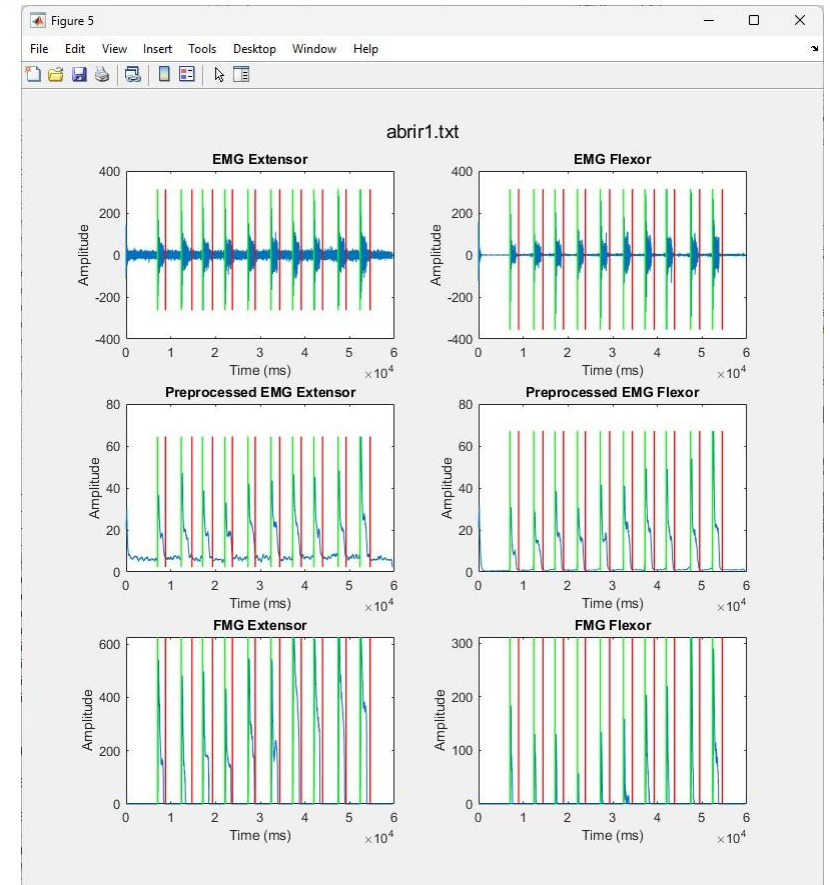 Figure 5
File Edit View Insert Tools Desktop Window Help
abrir1.txt
EMG Extensor
400
200
0
-200
-400
Amplitude
0 1 2 3 4 5 6
Time (ms)
×10^4
EMG Flexor
400
200
0
-200
-400
Amplitude
0 1 2 3 4 5 6
Time (ms)
×10^4
Preprocessed EMG Extensor
80
60
40
20
0
Amplitude
0 1 2 3 4 5 6
Time (ms)
×10^4
Preprocessed EMG Flexor
80
60
40
20
0
Amplitude
0 1 2 3 4 5 6
Time (ms)
×10^4
FMG Extensor
600
400
200
0
Amplitude
0 1 2 3 4 5 6
Time (ms)
×10^4
FMG Flexor
300
200
100
0
Amplitude
0 1 2 3 4 5 6
Time (ms)
×10^4